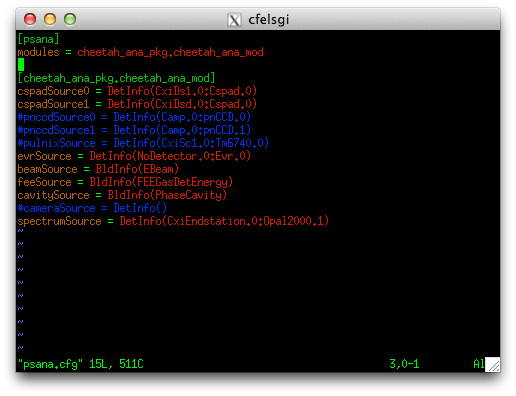 cfelsgi
[psana]
modules = cheetah_ana_pkg.cheetah_ana_mod
[cheetah_ana_pkg.cheetah_ana_mod]
cspadSource0 = DetInfo(CxiDs1.0:Cspad.0)
cspadSource1 = DetInfo(CxiDsd.0:Cspad.0)
#pnccdSource0 = DetInfo(Camp.0:pnCCD.0)
#pnccdSource1 = DetInfo(Camp.0:pnCCD.1)
#pulnixSource = DetInfo(CxiSc1.0:Tm6740.0)
evrSource = DetInfo(NoDetector.0:Evr.0)
beamSource = BldInfo(EBeam)
feeSource = BldInfo(FEEGasDetEnergy)
cavitySource = BldInfo(PhaseCavity)
#cameraSource = DetInfo()
spectrumSource = DetInfo(CxiEndstation.0:Opal2000.1)
~
~
~
~
~
~
~
~
~
~
"psana.cfg" 15L, 511C 3,0-1 Al